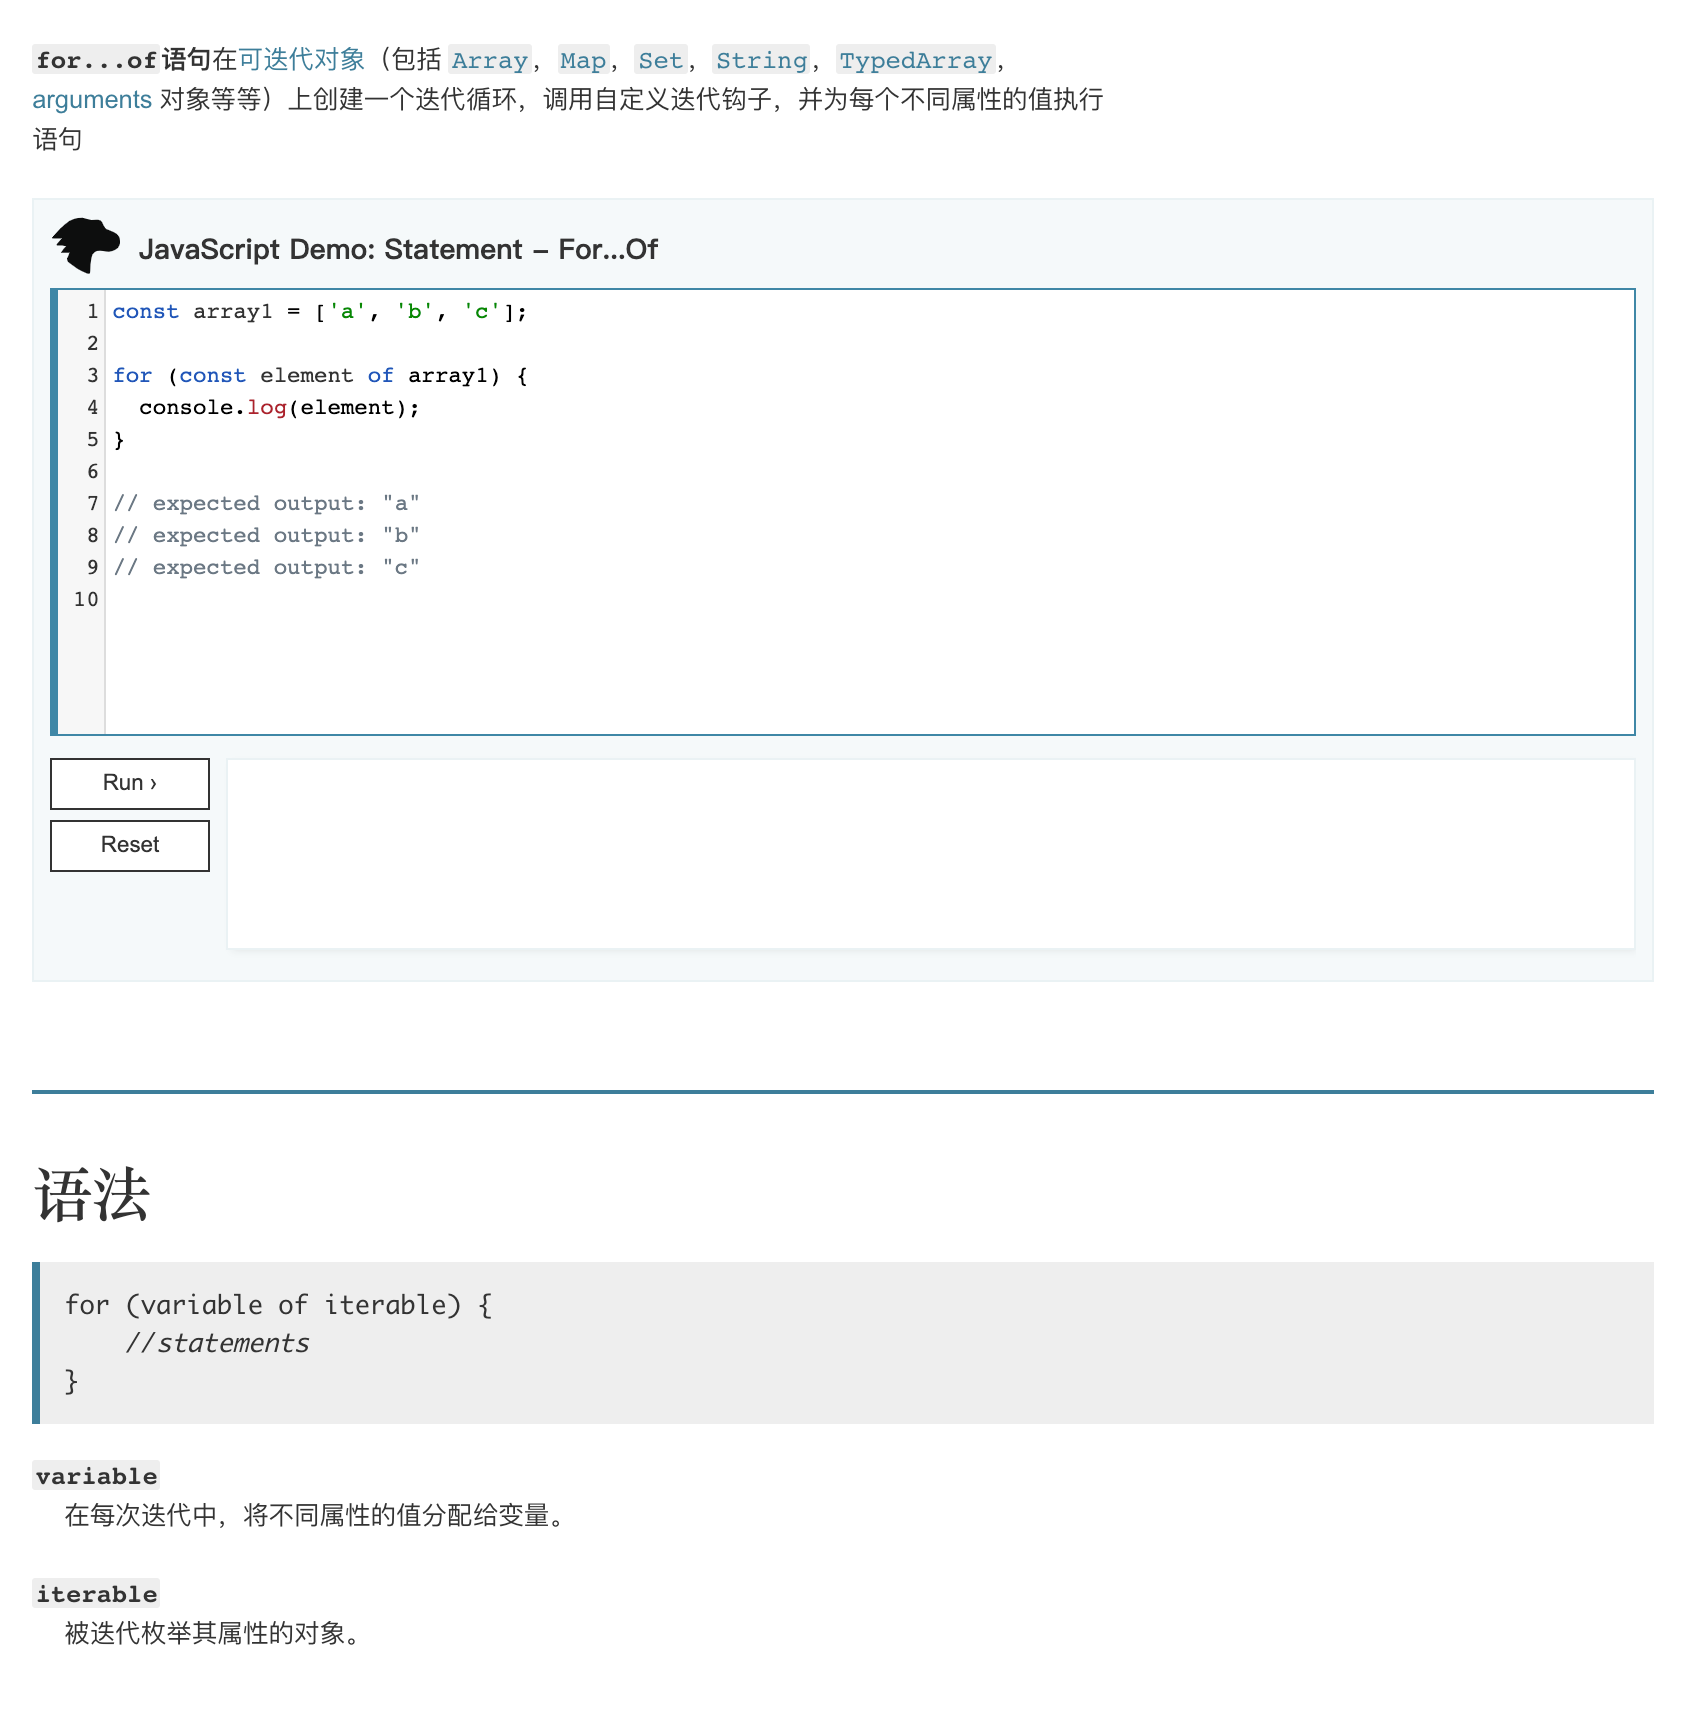 for...of语句在可迭代对象（包括 Array，Map，Set，String，TypedArray，
arguments 对象等等）上创建一个迭代循环，调用自定义迭代钩子，并为每个不同属性的值执行
语句
JavaScript Demo: Statement – For...Of
1 const array1 = ['a', 'b', 'c'];
2
3 for (const element of array1) {
4   console.log(element);
5 }
6
7 // expected output: "a"
8 // expected output: "b"
9 // expected output: "c"
10
Run ›
Reset
语法
for (variable of iterable) {
    //statements
}
variable
在每次迭代中，将不同属性的值分配给变量。
iterable
被迭代枚举其属性的对象。